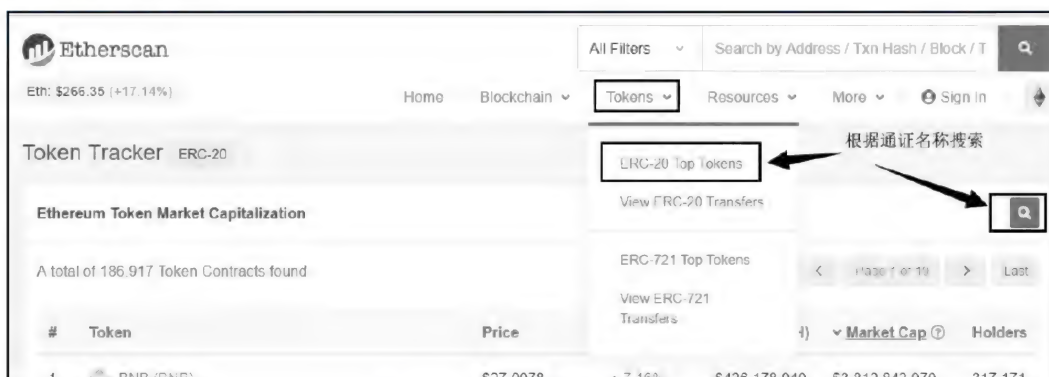 Etherscan
All Filters Search by Address / Txn Hash / Block / T
Eth: $266.35 (+17.14%)
Home Blockchain Tokens Resources More Sign In
Token Tracker ERC-20
根据通证名称搜索
ERC-20 Top Tokens
View ERC-20 Transfers
Ethereum Token Market Capitalization
A total of 186,917 Token Contracts found
ERC-721 Top Tokens
Page 1 of 19 Last
View ERC-721
Transfers
# Token Price H) Market Cap Holders
1 BNB (BNB)